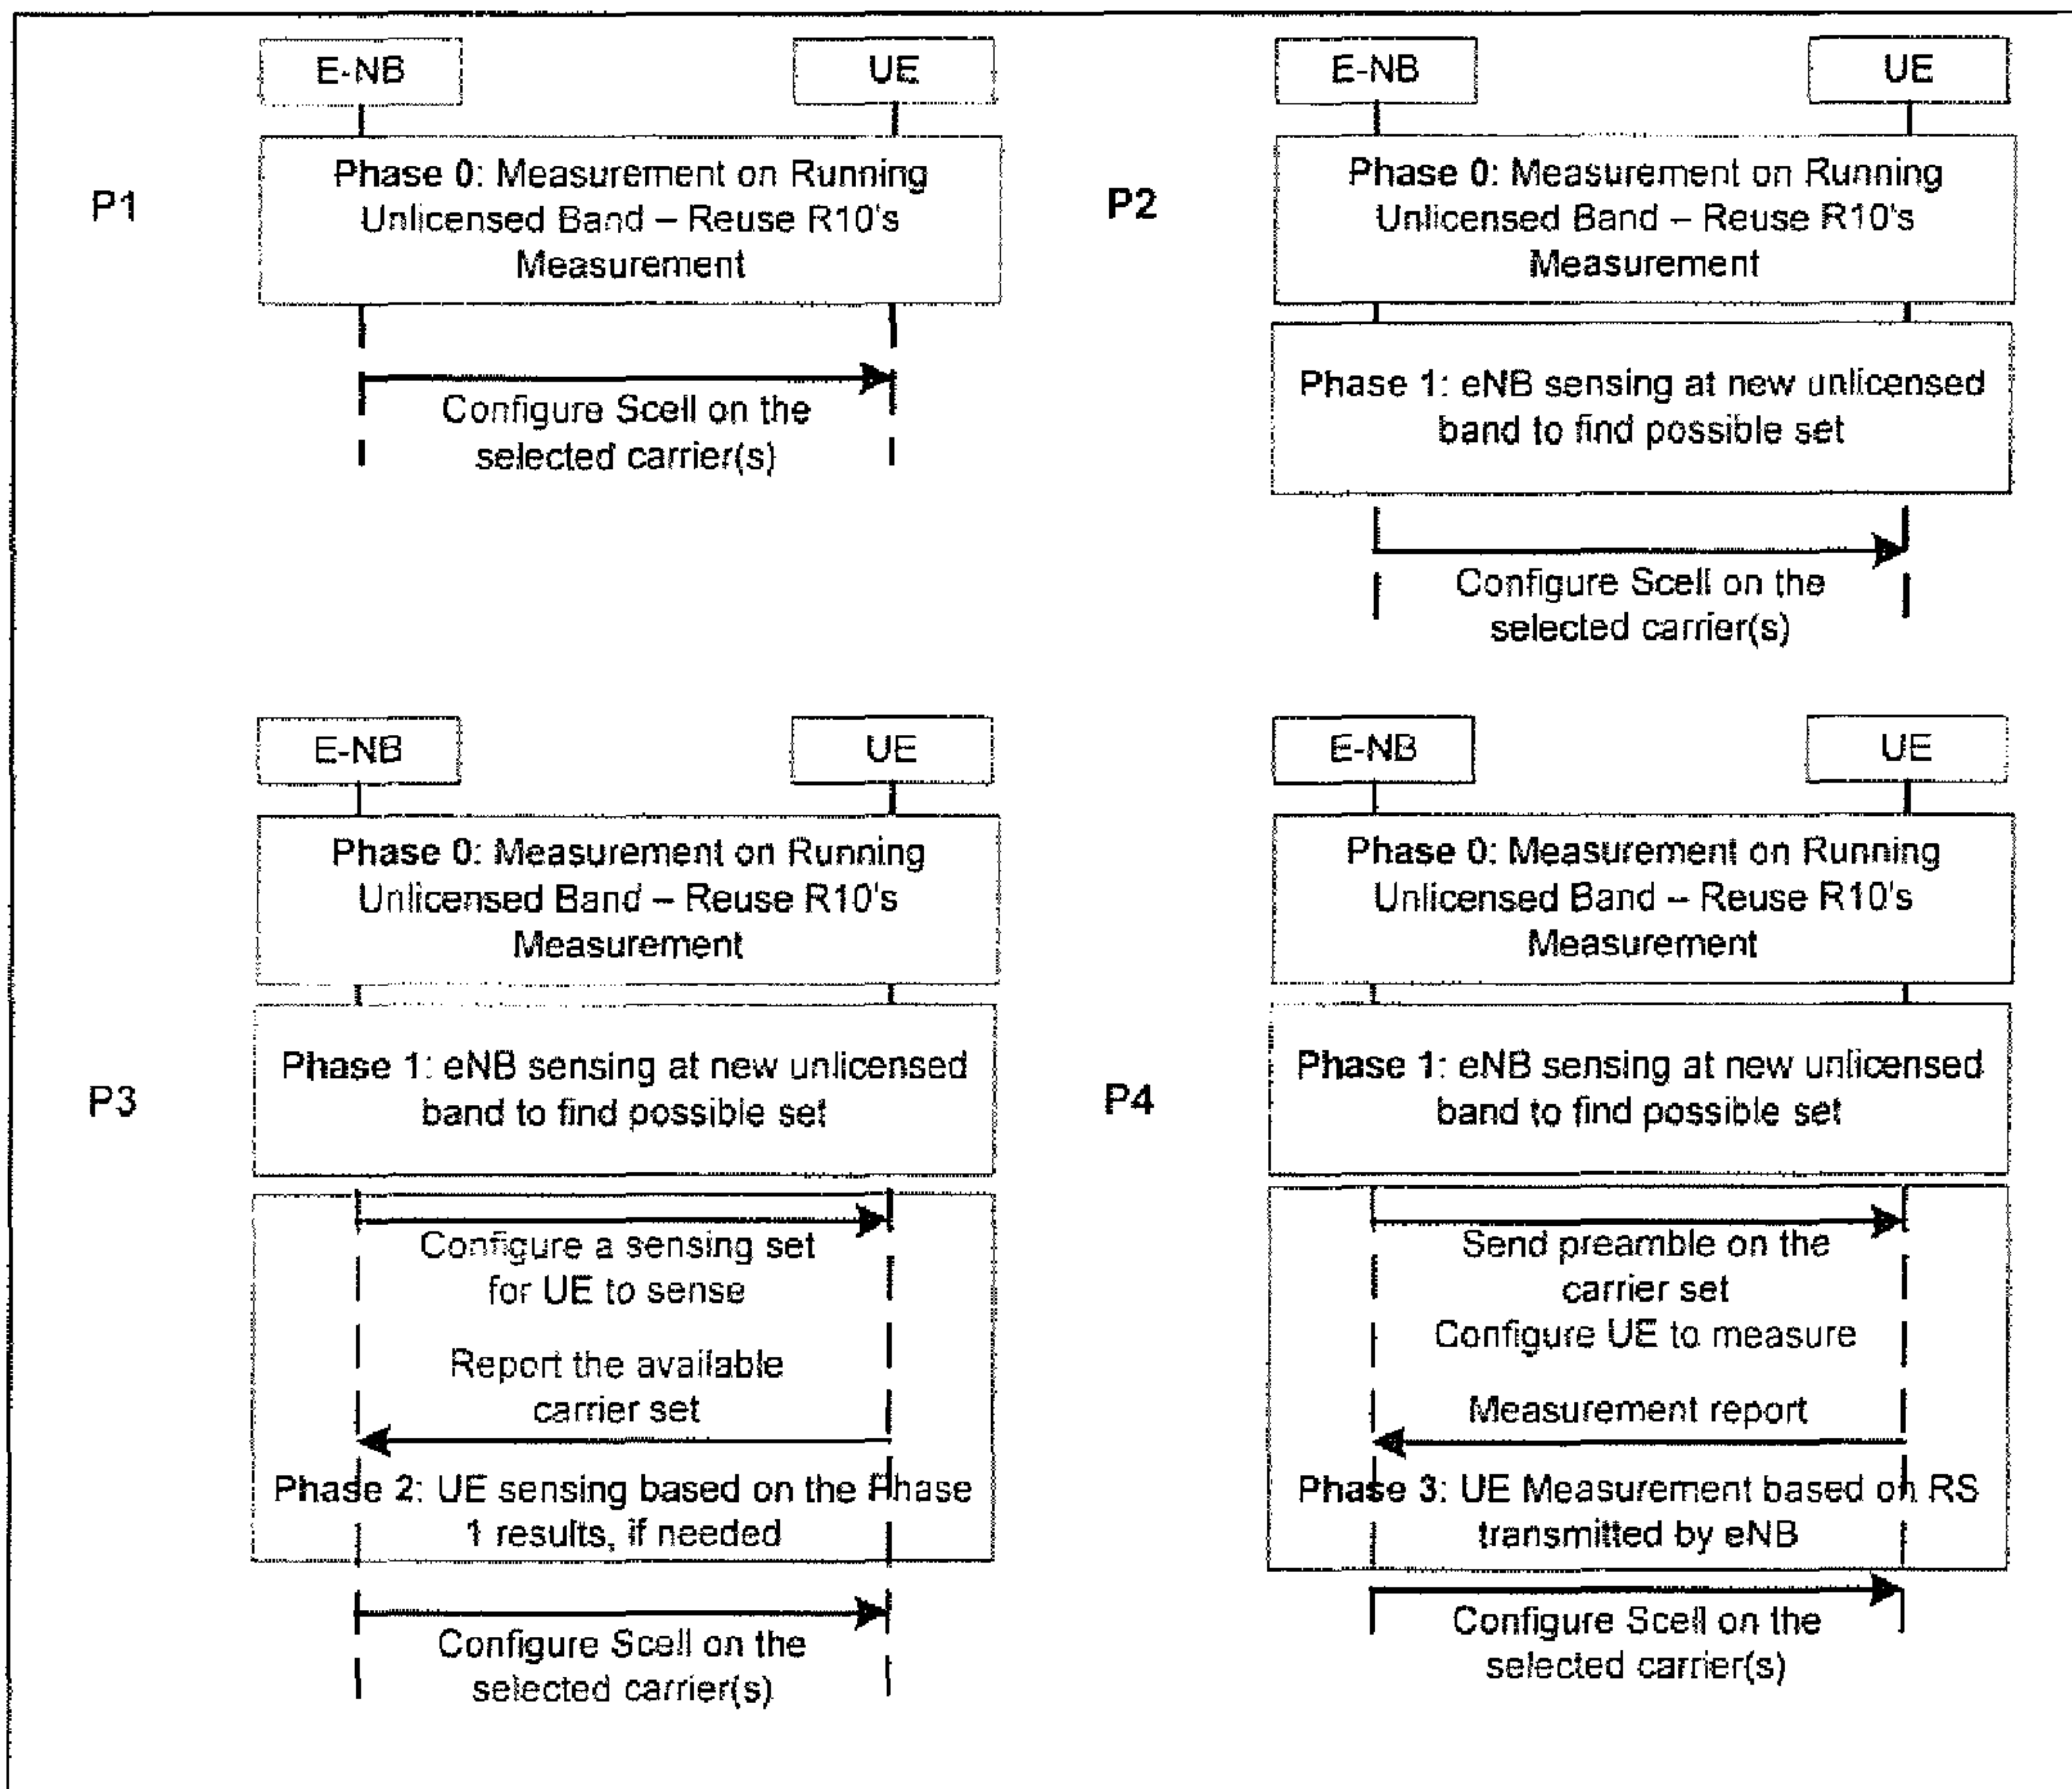 E-NB
UE
P1
Phase 0: Measurement on Running
Unlicensed Band – Reuse R10's
Measurement
Configure Scell on the
selected carrier(s)
E-NB
UE
P2
Phase 0: Measurement on Running
Unlicensed Band – Reuse R10's
Measurement
Phase 1: eNB sensing at new unlicensed
band to find possible set
Configure Scell on the
selected carrier(s)
E-NB
UE
Phase 0: Measurement on Running
Unlicensed Band – Reuse R10's
Measurement
P3
Phase 1: eNB sensing at new unlicensed
band to find possible set
Configure a sensing set
for UE to sense
Report the available
carrier set
Phase 2: UE sensing based on the Phase
1 results, if needed
Configure Scell on the
selected carrier(s)
E-NB
UE
Phase 0: Measurement on Running
Unlicensed Band – Reuse R10's
Measurement
P4
Phase 1: eNB sensing at new unlicensed
band to find possible set
Send preamble on the
carrier set
Configure UE to measure
Measurement report
Phase 3: UE Measurement based on RS
transmitted by eNB
Configure Scell on the
selected carrier(s)